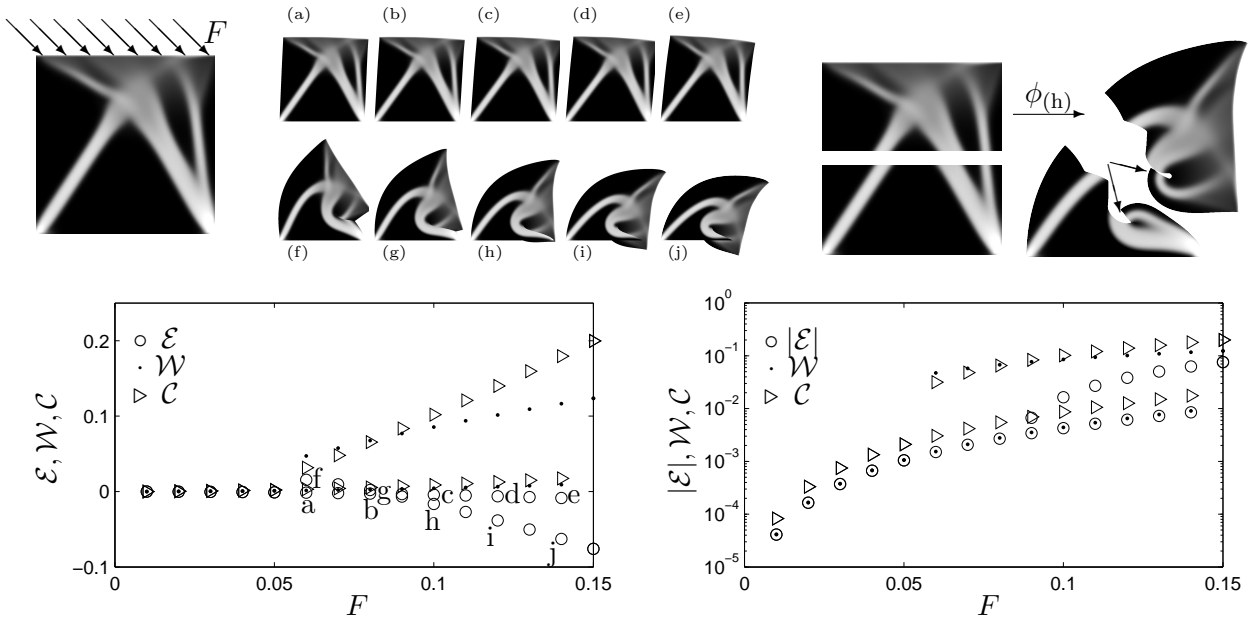 F
(a) (b) (c) (d) (e)
(f) (g) (h) (i) (j)
ϕ(h)
0.2
0.1
0
-0.1
ℰ, 𝒲, 𝒞
ℰ
𝒲
𝒞
f
g
c
d
e
a
b
h
i
j
0 0.05 0.1 0.15
F
10^0
10^-1
10^-2
10^-3
10^-4
10^-5
|ℰ|, 𝒲, 𝒞
|ℰ|
𝒲
𝒞
0 0.05 0.1 0.15
F